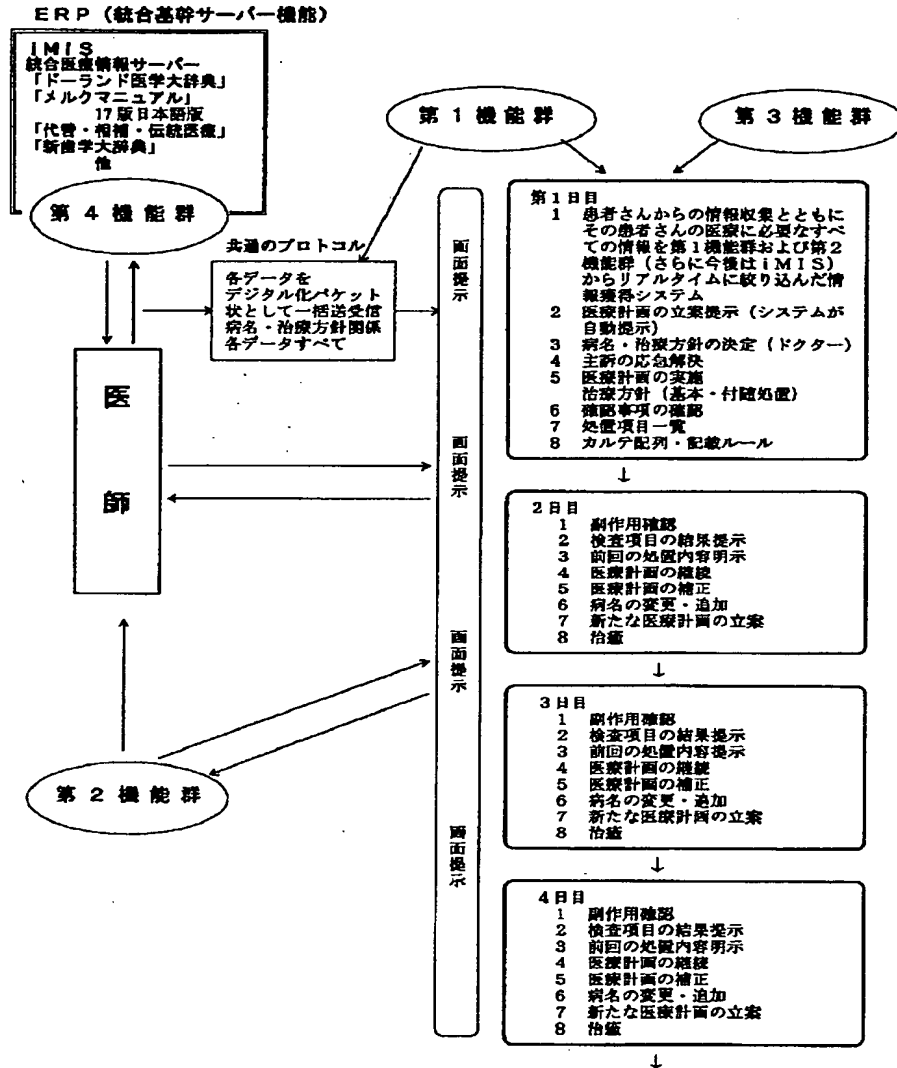 ERP (統合基幹サーバー機能)
iMIS
統合医療情報サーバー
「ドーランド医学大辞典」
「メルクマニュアル」
17版日本語版
「代替・相補・伝統医療」
「新歯学大辞典」
他
第4機能群
第1機能群
第3機能群
共通のプロトコル
各データを
デジタル化パケット
状として一括送受信
病名・治療方針関係
各データすべて
医師
第2機能群
画面提示
画面提示
画面提示
画面提示
第1日目
1 患者さんからの情報収集とともに
その患者さんの医療に必要なすべ
ての情報を第1機能群および第2
機能群(さらに今後はiMIS)
からリアルタイムに絞り込んだ情
報獲得システム
2 医療計画の立案提示(システムが
自動提示)
3 病名・治療方針の決定(ドクター)
4 主訴の応急解決
5 医療計画の実施
治療方針(基本・付随処置)
6 確認事項の確認
7 処置項目一覧
8 カルテ配列・記載ルール
↓
2日目
1 副作用確認
2 検査項目の結果提示
3 前回の処置内容明示
4 医療計画の継続
5 医療計画の補正
6 病名の変更・追加
7 新たな医療計画の立案
8 治癒
↓
3日目
1 副作用確認
2 検査項目の結果提示
3 前回の処置内容提示
4 医療計画の継続
5 医療計画の補正
6 病名の変更・追加
7 新たな医療計画の立案
8 治癒
↓
4日目
1 副作用確認
2 検査項目の結果提示
3 前回の処置内容明示
4 医療計画の継続
5 医療計画の補正
6 病名の変更・追加
7 新たな医療計画の立案
8 治癒
↓